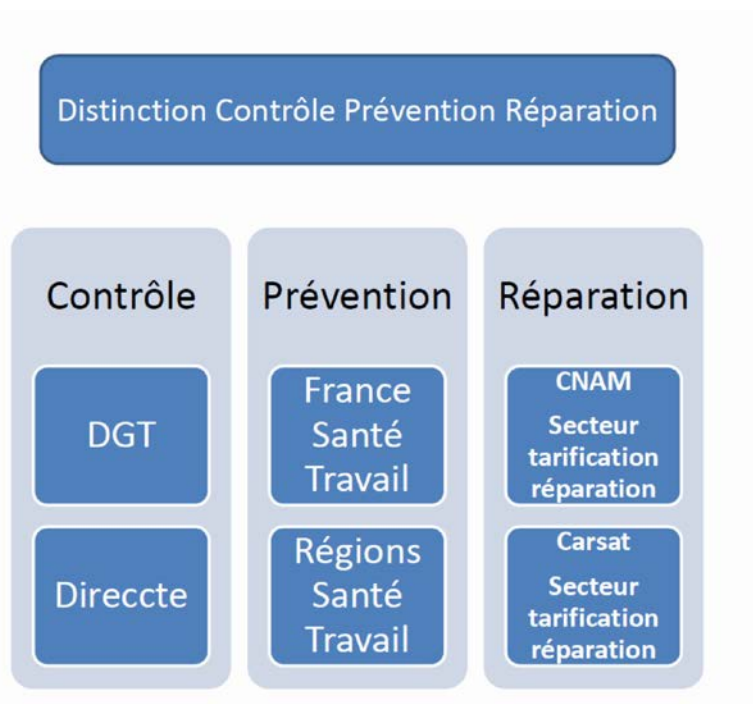 Distinction Contrôle Prévention Réparation
Contrôle
DGT
Direccte
Prévention
France
Santé
Travail
Régions
Santé
Travail
Réparation
CNAM
Secteur
tarification
réparation
Carsat
Secteur
tarification
réparation